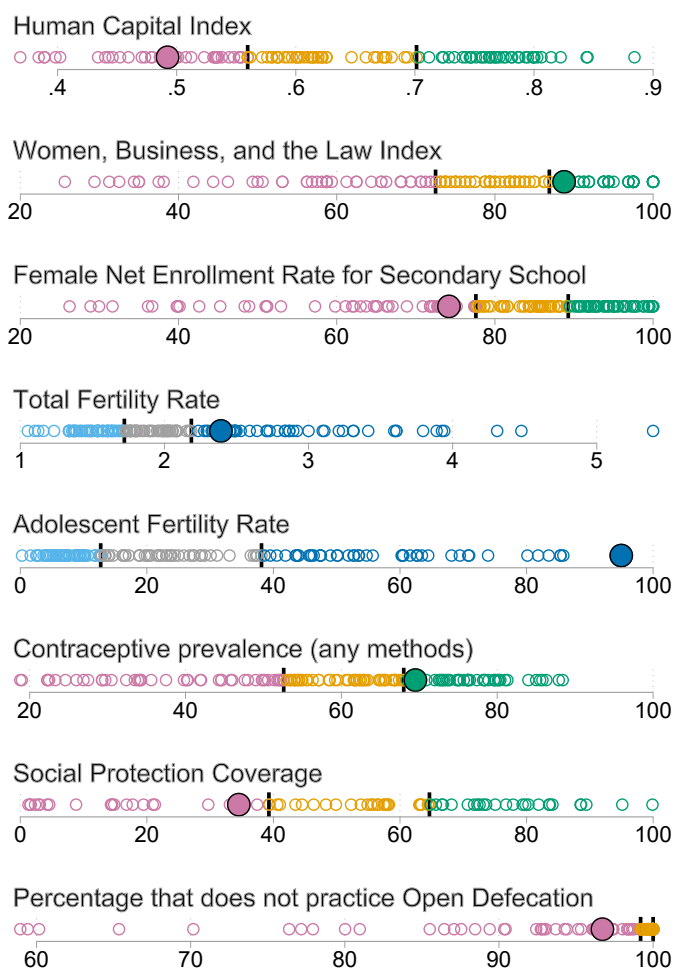 Human Capital Index
.4 .5 .6 .7 .8 .9
Women, Business, and the Law Index
20 40 60 80 100
Female Net Enrollment Rate for Secondary School
20 40 60 80 100
Total Fertility Rate
1 2 3 4 5
Adolescent Fertility Rate
0 20 40 60 80 100
Contraceptive prevalence (any methods)
20 40 60 80 100
Social Protection Coverage
0 20 40 60 80 100
Percentage that does not practice Open Defecation
60 70 80 90 100